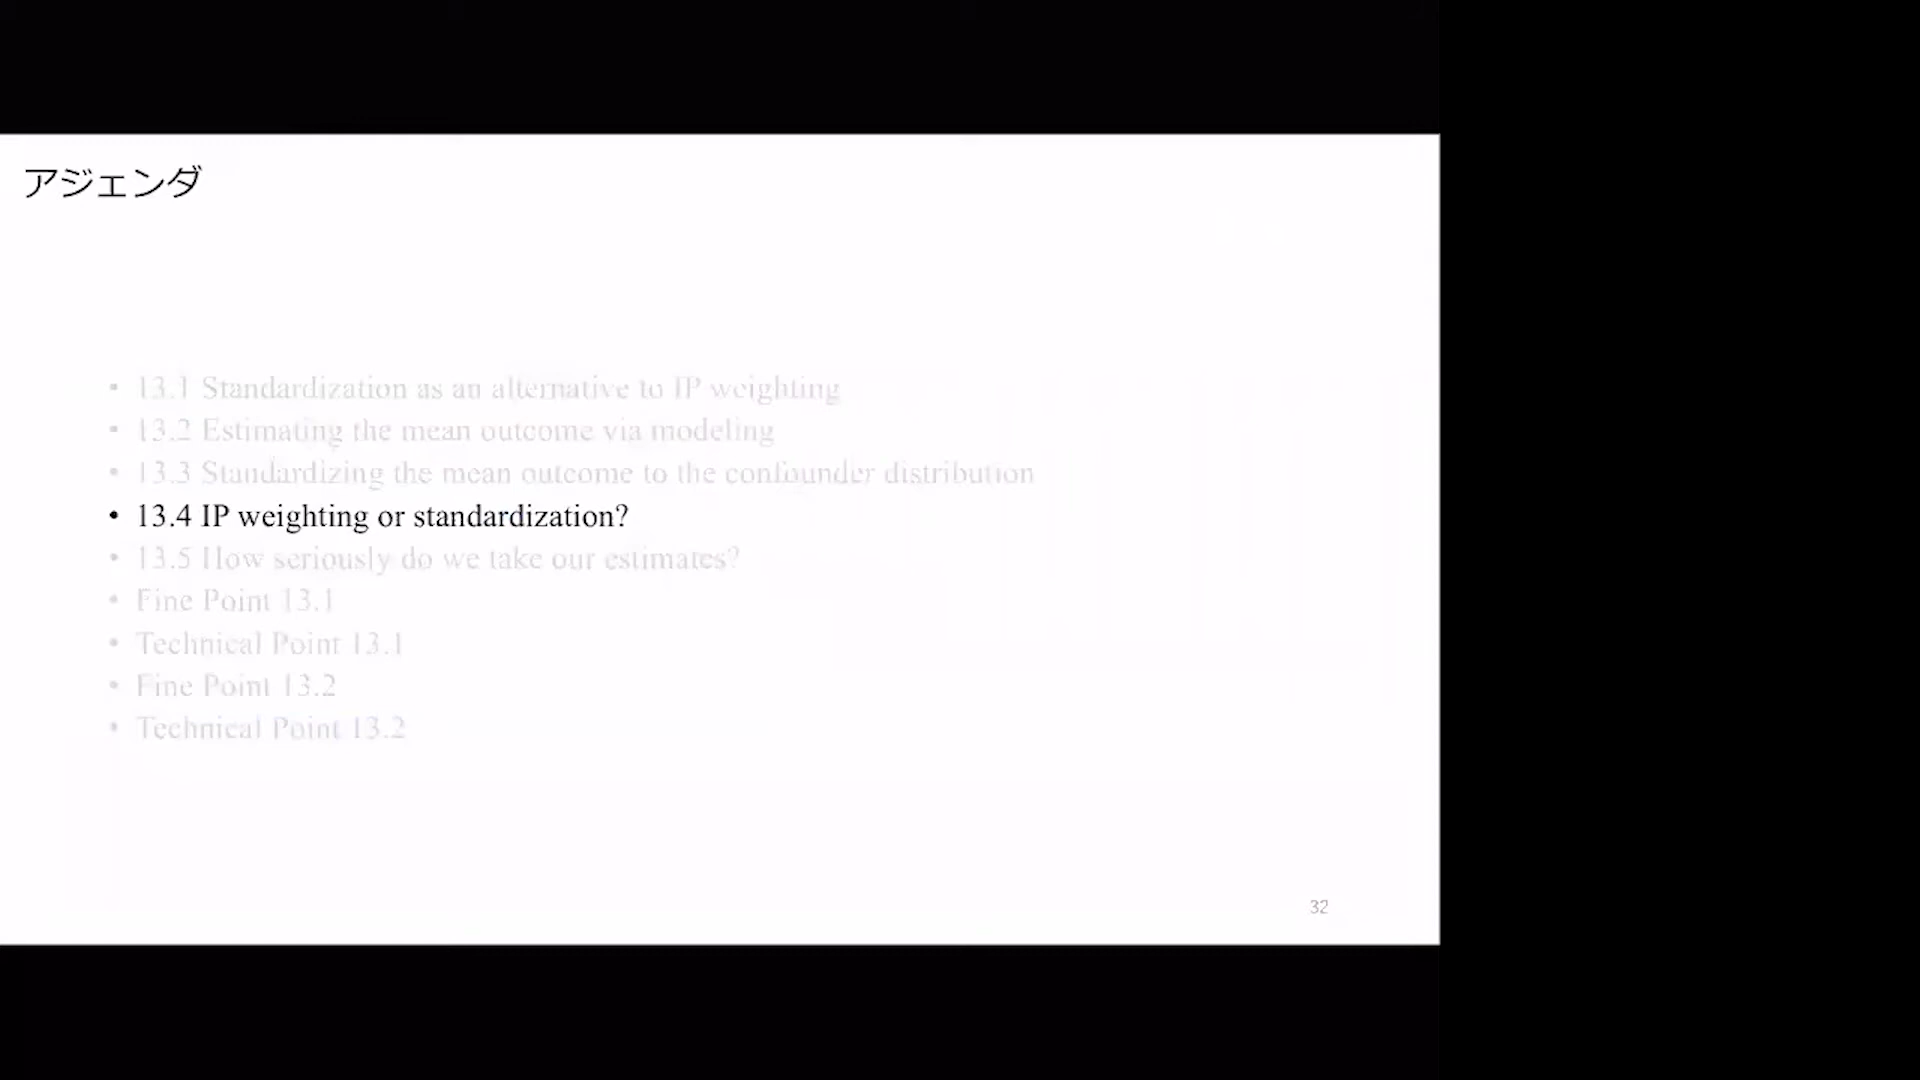 アジェンダ
• 13.1 Standardization as an alternative to IP weighting
• 13.2 Estimating the mean outcome via modeling
• 13.3 Standardizing the mean outcome to the confounder distribution
• 13.4 IP weighting or standardization?
• 13.5 How seriously do we take our estimates?
• Fine Point 13.1
• Technical Point 13.1
• Fine Point 13.2
• Technical Point 13.2
32